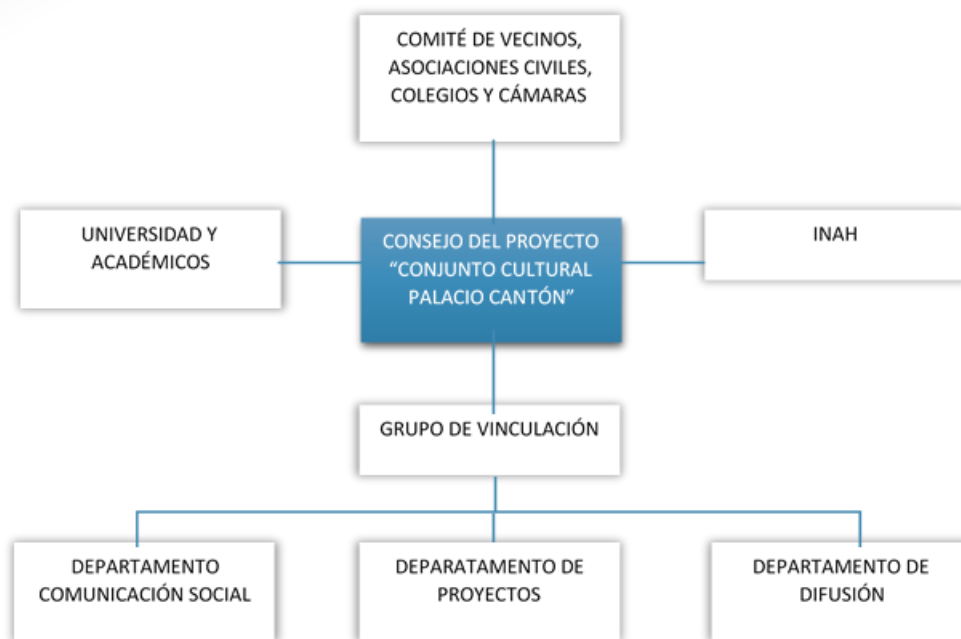 COMITÉ DE VECINOS,
ASOCIACIONES CIVILES,
COLEGIOS Y CÁMARAS
UNIVERSIDAD Y
ACADÉMICOS
CONSEJO DEL PROYECTO
“CONJUNTO CULTURAL
PALACIO CANTÓN”
INAH
GRUPO DE VINCULACIÓN
DEPARTAMENTO
COMUNICACIÓN SOCIAL
DEPARATAMENTO DE
PROYECTOS
DEPARTAMENTO DE
DIFUSIÓN